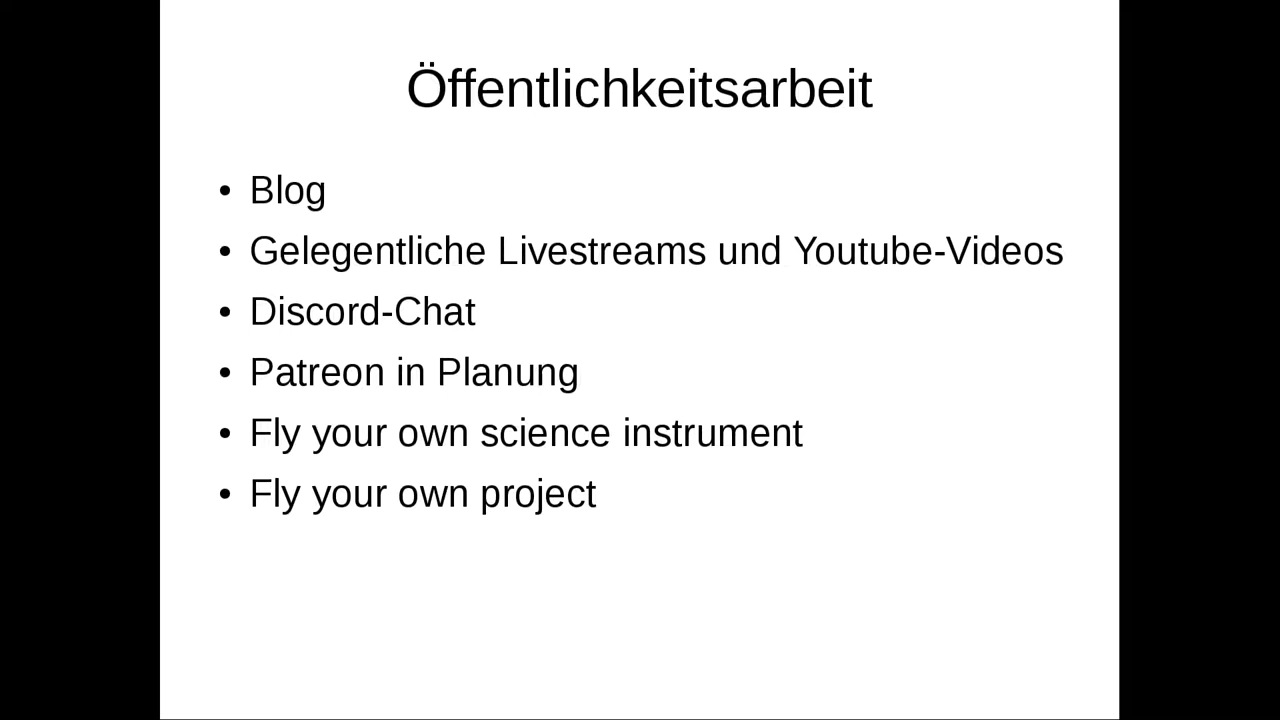 Öffentlichkeitsarbeit
• Blog
• Gelegentliche Livestreams und Youtube-Videos
• Discord-Chat
• Patreon in Planung
• Fly your own science instrument
• Fly your own project